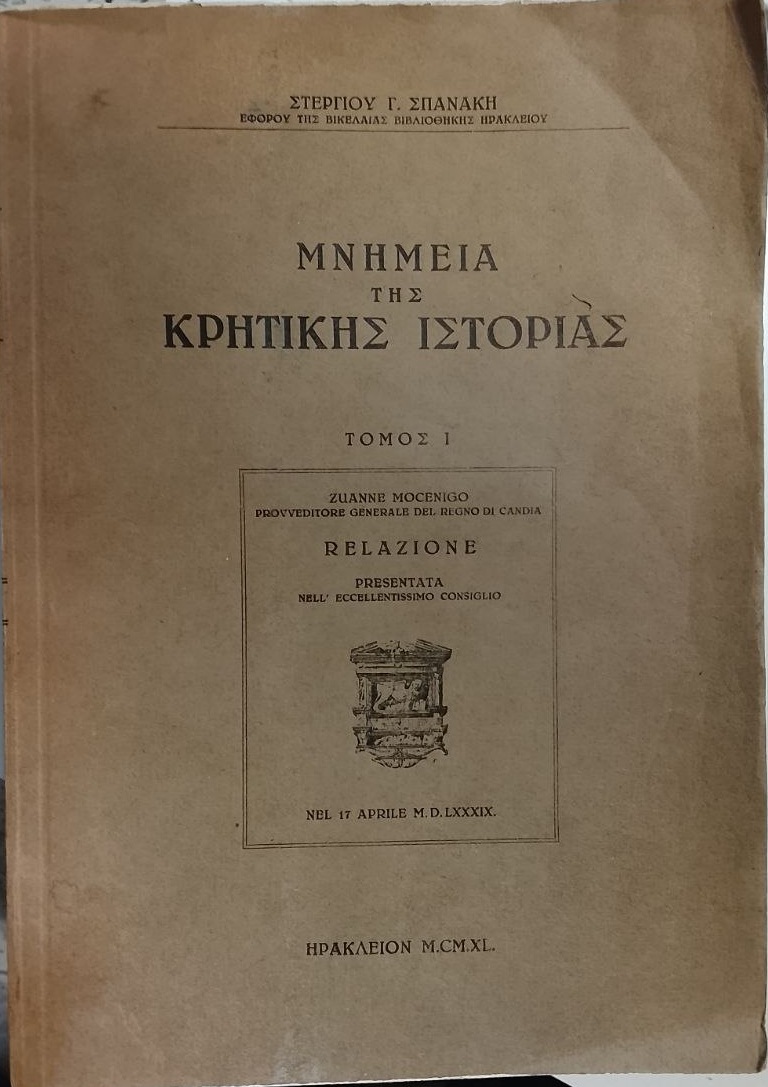 ΣΤΕΡΓΙΟΥ Γ. ΣΠΑΝΑΚΗ
ΕΦΟΡΟΥ ΤΗΣ ΒΙΚΕΛΑΙΑΣ ΒΙΒΛΙΟΘΗΚΗΣ ΗΡΑΚΛΕΙΟΥ
ΜΝΗΜΕΙΑ
ΤΗΣ
ΚΡΗΤΙΚΗΣ ΙΣΤΟΡΙΑΣ
ΤΟΜΟΣ Ι
ZUANNE MOCENIGO
PROVVEDITORE GENERALE DEL REGNO DI CANDIA
RELAZIONE
PRESENTATA
NELL' ECCELLENTISSIMO CONSIGLIO
NEL 17 APRILE M.D.LXXXIX.
ΗΡΑΚΛΕΙΟΝ M.CM.XL.